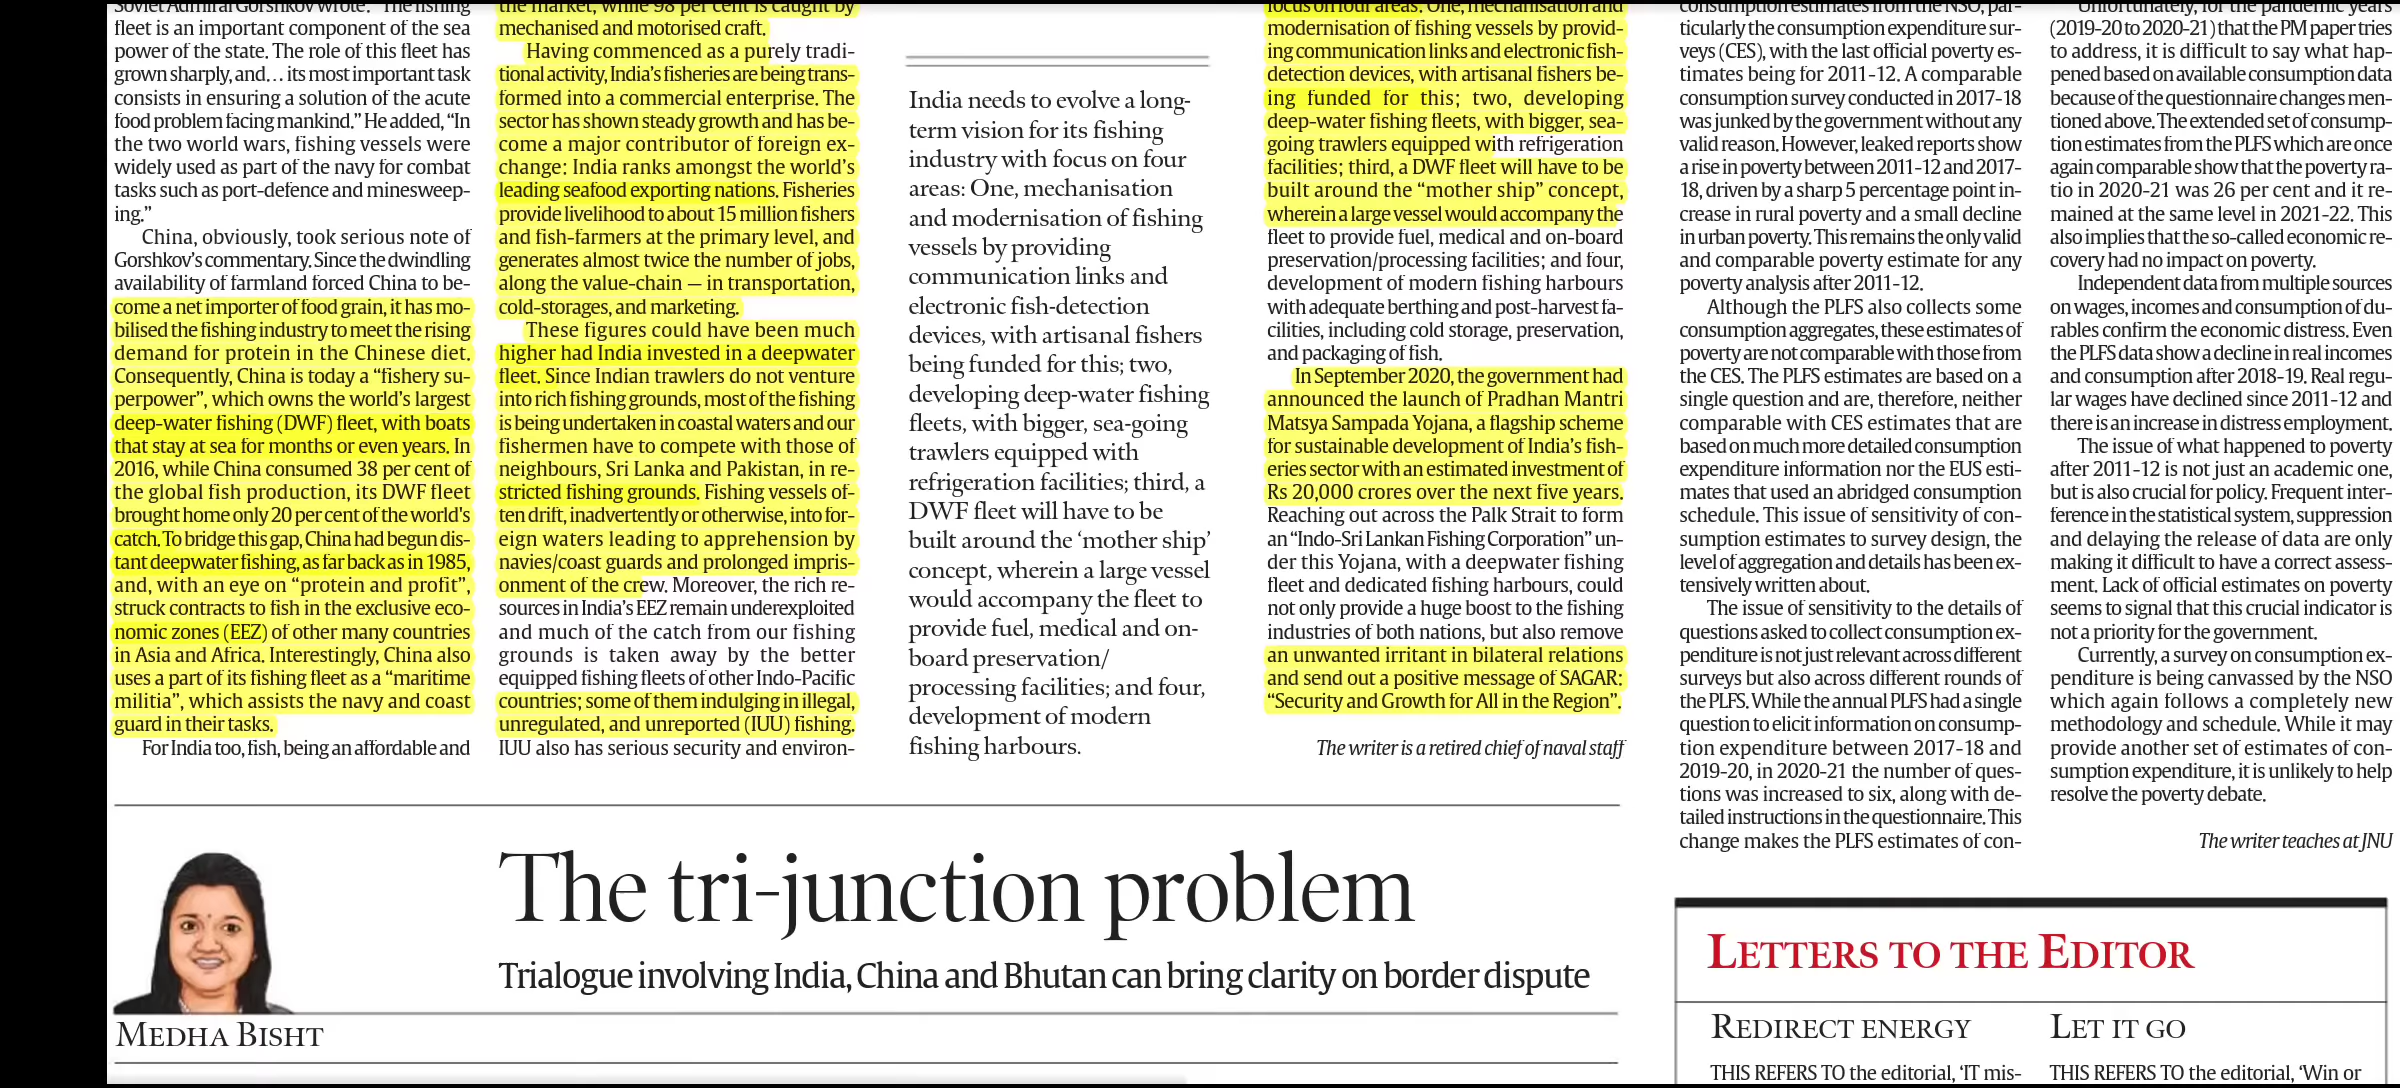 Soviet Admiral Gorshkov wrote: “The fishing
fleet is an important component of the sea
power of the state. The role of this fleet has
grown sharply, and… its most important task
consists in ensuring a solution of the acute
food problem facing mankind.” He added, “In
the two world wars, fishing vessels were
widely used as part of the navy for combat
tasks such as port-defence and minesweep-
ing.”
China, obviously, took serious note of
Gorshkov’s commentary. Since the dwindling
availability of farmland forced China to be-
come a net importer of food grain, it has mo-
bilised the fishing industry to meet the rising
demand for protein in the Chinese diet.
Consequently, China is today a “fishery su-
perpower”, which owns the world’s largest
deep-water fishing (DWF) fleet, with boats
that stay at sea for months or even years. In
2016, while China consumed 38 per cent of
the global fish production, its DWF fleet
brought home only 20 per cent of the world’s
catch. To bridge this gap, China had begun dis-
tant deepwater fishing, as far back as in 1985,
and, with an eye on “protein and profit”,
struck contracts to fish in the exclusive eco-
nomic zones (EEZ) of other many countries
in Asia and Africa. Interestingly, China also
uses a part of its fishing fleet as a “maritime
militia”, which assists the navy and coast
guard in their tasks.
For India too, fish, being an affordable and
the market, while 98 per cent is caught by
mechanised and motorised craft.
Having commenced as a purely tradi-
tional activity, India’s fisheries are being trans-
formed into a commercial enterprise. The
sector has shown steady growth and has be-
come a major contributor of foreign ex-
change: India ranks amongst the world’s
leading seafood exporting nations. Fisheries
provide livelihood to about 15 million fishers
and fish-farmers at the primary level, and
generates almost twice the number of jobs,
along the value-chain — in transportation,
cold-storages, and marketing.
These figures could have been much
higher had India invested in a deepwater
fleet. Since Indian trawlers do not venture
into rich fishing grounds, most of the fishing
is being undertaken in coastal waters and our
fishermen have to compete with those of
neighbours, Sri Lanka and Pakistan, in re-
stricted fishing grounds. Fishing vessels of-
ten drift, inadvertently or otherwise, into for-
eign waters leading to apprehension by
navies/coast guards and prolonged impris-
onment of the crew. Moreover, the rich re-
sources in India’s EEZ remain underexploited
and much of the catch from our fishing
grounds is taken away by the better
equipped fishing fleets of other Indo-Pacific
countries; some of them indulging in illegal,
unregulated, and unreported (IUU) fishing.
IUU also has serious security and environ-
India needs to evolve a long-
term vision for its fishing
industry with focus on four
areas: One, mechanisation
and modernisation of fishing
vessels by providing
communication links and
electronic fish-detection
devices, with artisanal fishers
being funded for this; two,
developing deep-water fishing
fleets, with bigger, sea-going
trawlers equipped with
refrigeration facilities; third, a
DWF fleet will have to be
built around the ‘mother ship’
concept, wherein a large vessel
would accompany the fleet to
provide fuel, medical and on-
board preservation/
processing facilities; and four,
development of modern
fishing harbours.
focus on four areas. One, mechanisation and
modernisation of fishing vessels by provid-
ing communication links and electronic fish-
detection devices, with artisanal fishers be-
ing funded for this; two, developing
deep-water fishing fleets, with bigger, sea-
going trawlers equipped with refrigeration
facilities; third, a DWF fleet will have to be
built around the “mother ship” concept,
wherein a large vessel would accompany the
fleet to provide fuel, medical and on-board
preservation/processing facilities; and four,
development of modern fishing harbours
with adequate berthing and post-harvest fa-
cilities, including cold storage, preservation,
and packaging of fish.
In September 2020, the government had
announced the launch of Pradhan Mantri
Matsya Sampada Yojana, a flagship scheme
for sustainable development of India’s fish-
eries sector with an estimated investment of
Rs 20,000 crores over the next five years.
Reaching out across the Palk Strait to form
an “Indo-Sri Lankan Fishing Corporation” un-
der this Yojana, with a deepwater fishing
fleet and dedicated fishing harbours, could
not only provide a huge boost to the fishing
industries of both nations, but also remove
an unwanted irritant in bilateral relations
and send out a positive message of SAGAR:
“Security and Growth for All in the Region”.
The writer is a retired chief of naval staff
consumption estimates from the NSO, par-
ticularly the consumption expenditure sur-
veys (CES), with the last official poverty es-
timates being for 2011-12. A comparable
consumption survey conducted in 2017-18
was junked by the government without any
valid reason. However, leaked reports show
a rise in poverty between 2011-12 and 2017-
18, driven by a sharp 5 percentage point in-
crease in rural poverty and a small decline
in urban poverty. This remains the only valid
and comparable poverty estimate for any
poverty analysis after 2011-12.
Although the PLFS also collects some
consumption aggregates, these estimates of
poverty are not comparable with those from
the CES. The PLFS estimates are based on a
single question and are, therefore, neither
comparable with CES estimates that are
based on much more detailed consumption
expenditure information nor the EUS esti-
mates that used an abridged consumption
schedule. This issue of sensitivity of con-
sumption estimates to survey design, the
level of aggregation and details has been ex-
tensively written about.
The issue of sensitivity to the details of
questions asked to collect consumption ex-
penditure is not just relevant across different
surveys but also across different rounds of
the PLFS. While the annual PLFS had a single
question to elicit information on consump-
tion expenditure between 2017-18 and
2019-20, in 2020-21 the number of ques-
tions was increased to six, along with de-
tailed instructions in the questionnaire. This
change makes the PLFS estimates of con-
Unfortunately, for the pandemic years
(2019-20 to 2020-21) that the PM paper tries
to address, it is difficult to say what hap-
pened based on available consumption data
because of the questionnaire changes men-
tioned above. The extended set of consump-
tion estimates from the PLFS which are once
again comparable show that the poverty ra-
tio in 2020-21 was 26 per cent and it re-
mained at the same level in 2021-22. This
also implies that the so-called economic re-
covery had no impact on poverty.
Independent data from multiple sources
on wages, incomes and consumption of du-
rables confirm the economic distress. Even
the PLFS data show a decline in real incomes
and consumption after 2018-19. Real regu-
lar wages have declined since 2011-12 and
there is an increase in distress employment.
The issue of what happened to poverty
after 2011-12 is not just an academic one,
but is also crucial for policy. Frequent inter-
ference in the statistical system, suppression
and delaying the release of data are only
making it difficult to have a correct assess-
ment. Lack of official estimates on poverty
seems to signal that this crucial indicator is
not a priority for the government.
Currently, a survey on consumption ex-
penditure is being canvassed by the NSO
which again follows a completely new
methodology and schedule. While it may
provide another set of estimates of con-
sumption expenditure, it is unlikely to help
resolve the poverty debate.
The writer teaches at JNU
The tri-junction problem
Trialogue involving India, China and Bhutan can bring clarity on border dispute
MEDHA BISHT
LETTERS TO THE EDITOR
REDIRECT ENERGY
THIS REFERS TO the editorial, ‘IT mis-
LET IT GO
THIS REFERS TO the editorial, ‘Win or